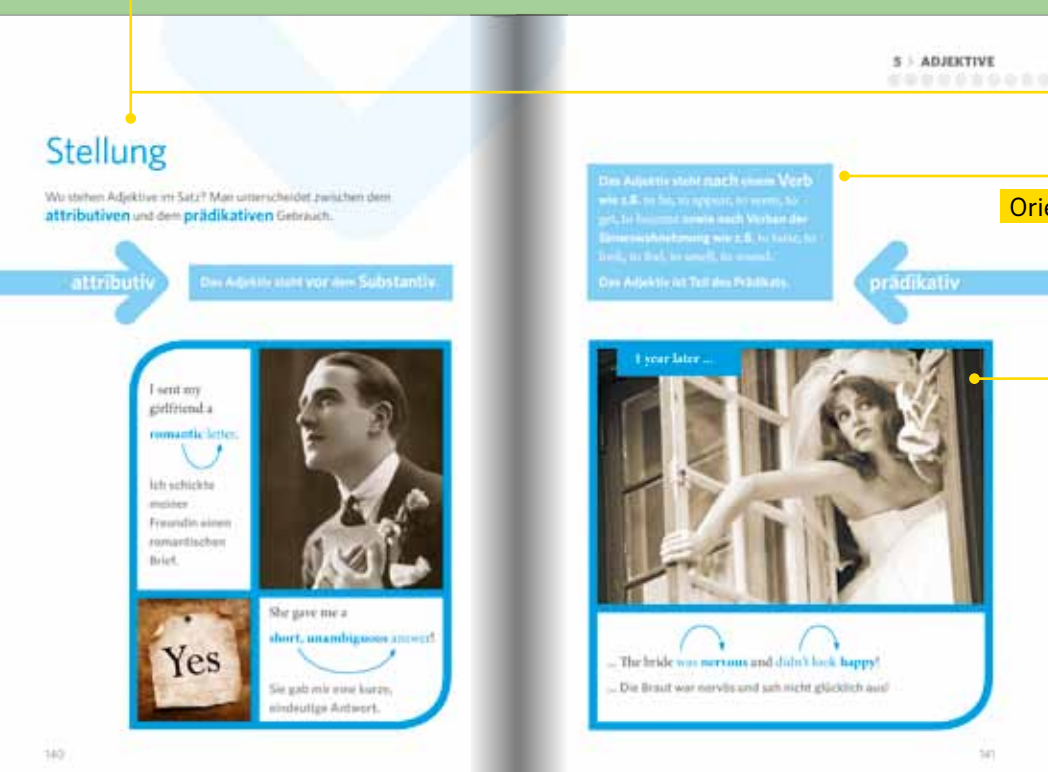 Stellung
Wo stehen Adjektive im Satz? Man unterscheidet zwischen dem
attributiven und dem prädikativen Gebrauch.
attributiv
Das Adjektiv steht vor dem Substantiv.
I sent my
girlfriend a
romantic letter.
Ich schickte
meiner
Freundin einen
romantischen
Brief.
Yes
She gave me a
short, unambiguous answer!
Sie gab mir eine kurze,
eindeutige Antwort.
140
5 > ADJEKTIVE
Das Adjektiv steht nach einem Verb
wie z.B. to be, to appear, to seem, to
get, to become sowie nach Verben der
Sinneswahrnehmung wie z.B. to taste, to
look, to feel, to smell, to sound.
Das Adjektiv ist Teil des Prädikats.
Orie
prädikativ
1 year later ...
... The bride was nervous and didn't look happy!
... Die Braut war nervös und sah nicht glücklich aus!
141